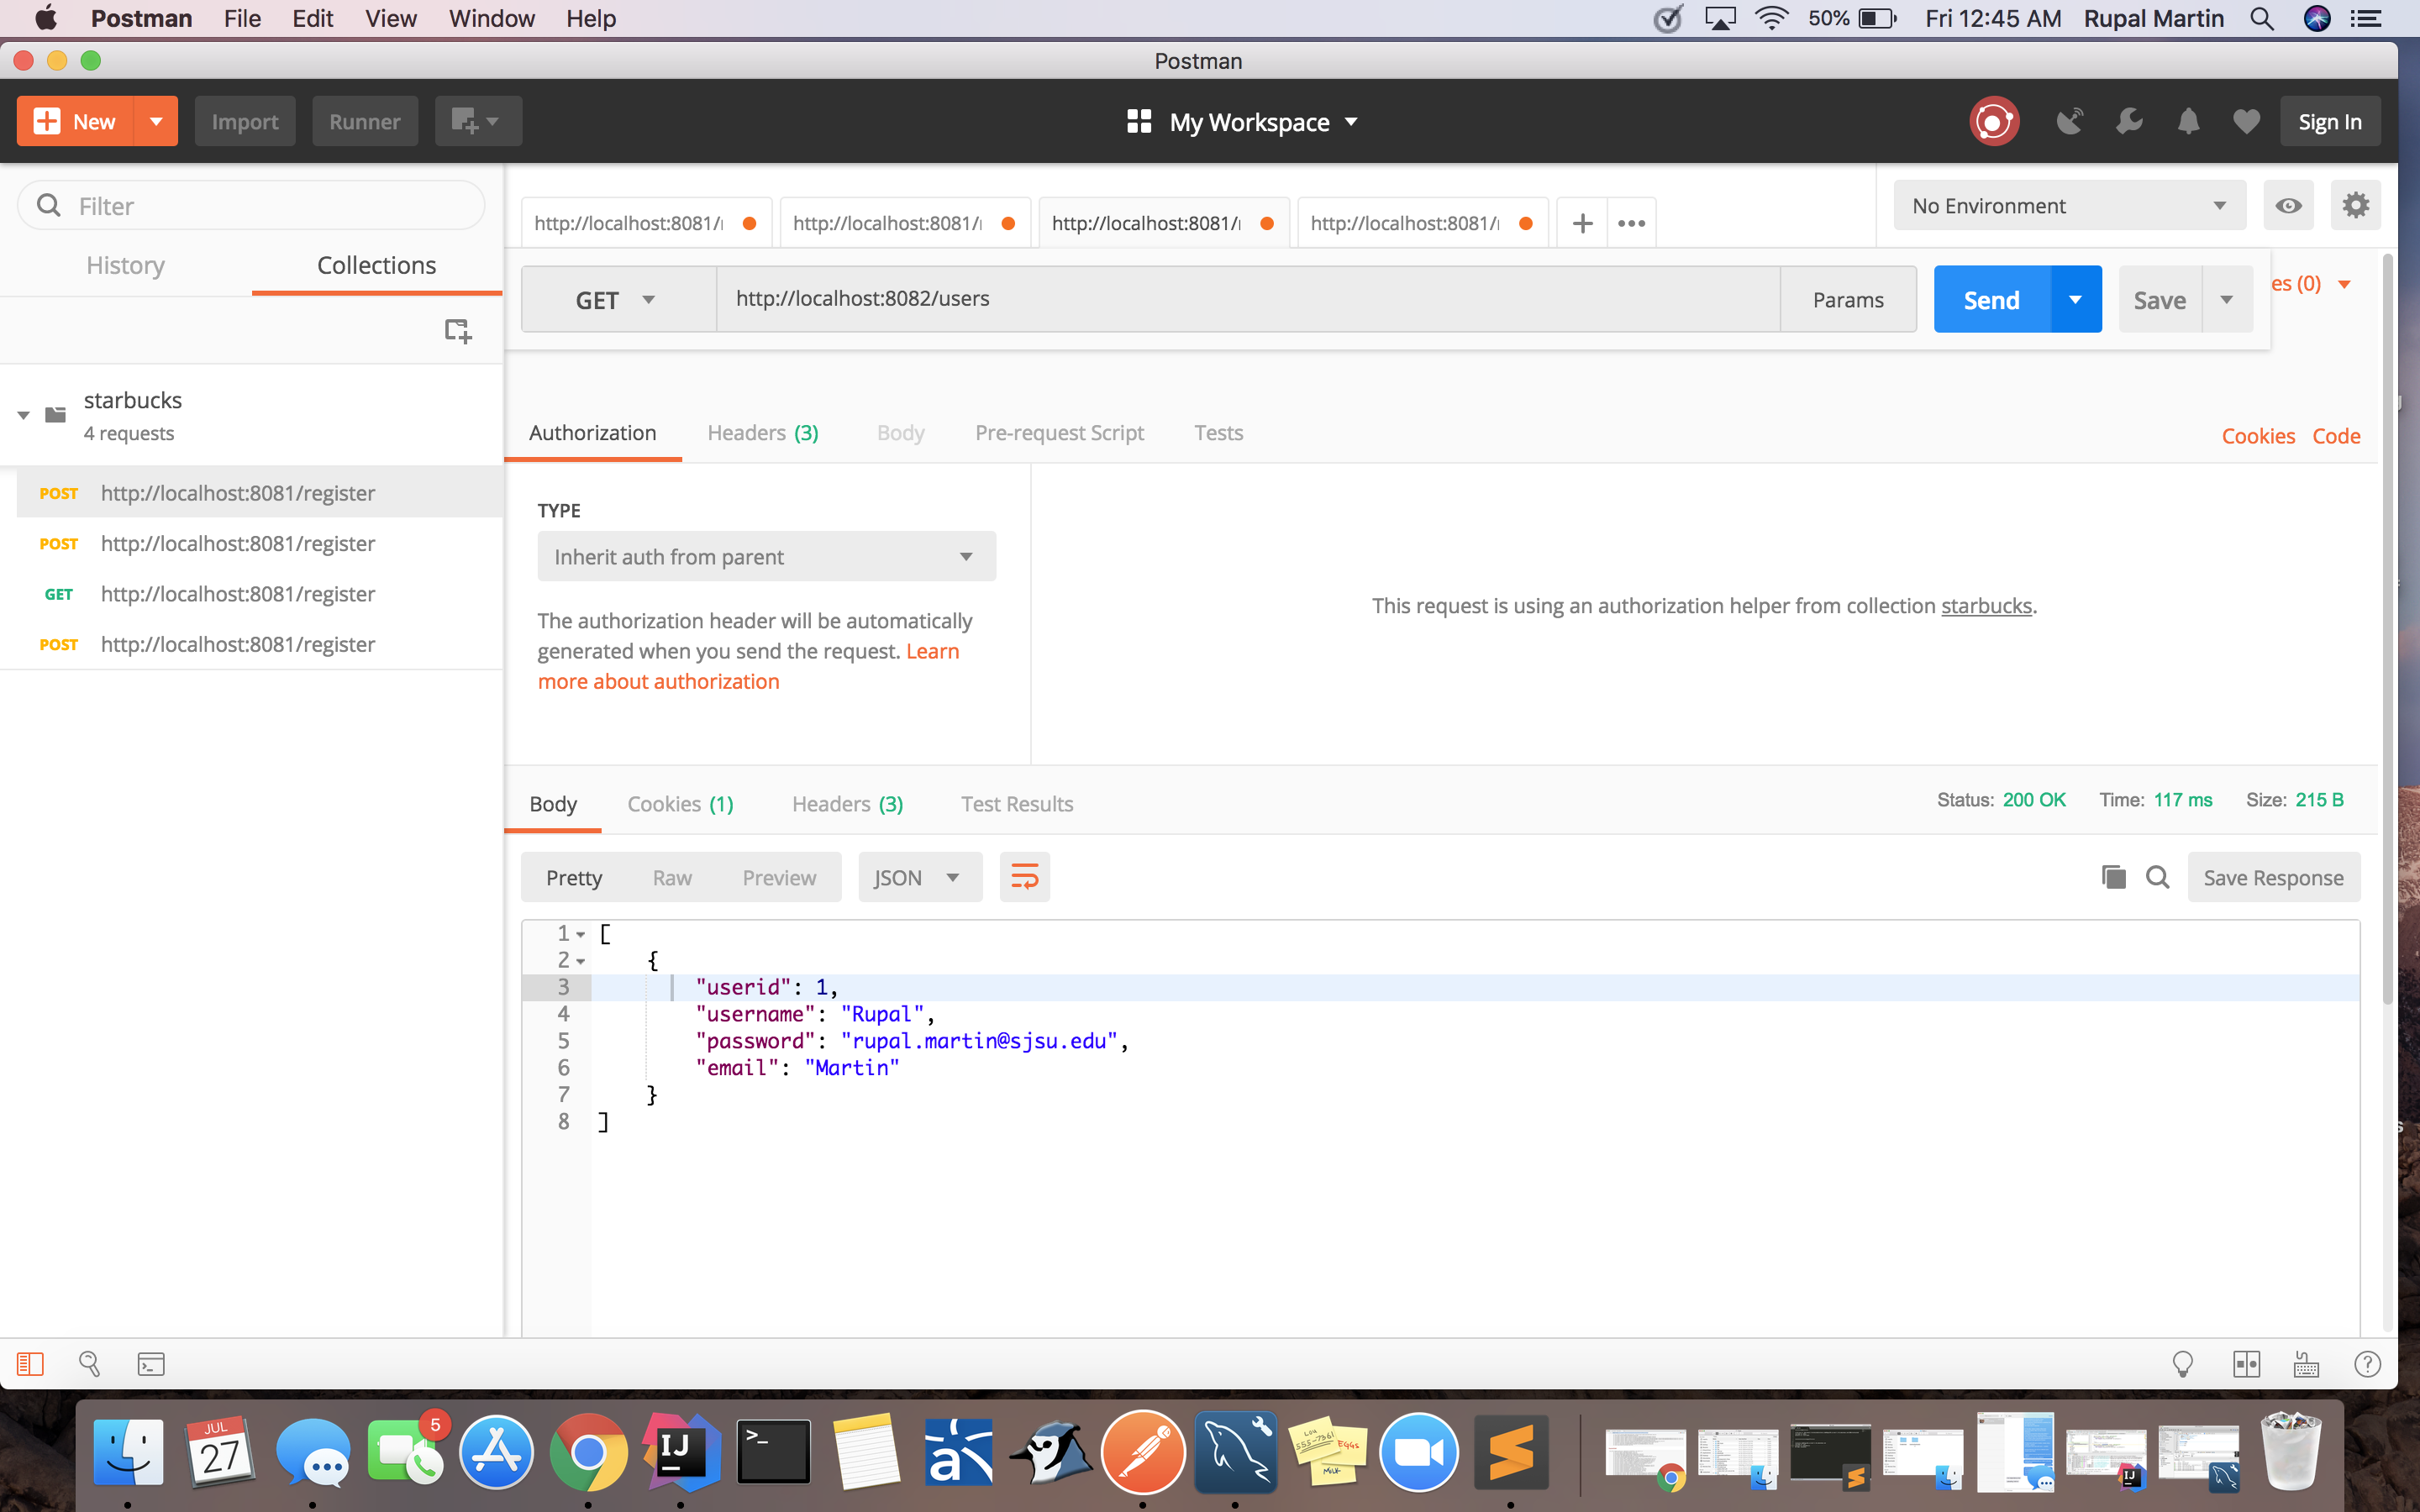 Postman File Edit View Window Help 50% Fri 12:45 AM Rupal Martin
Postman
New Import Runner My Workspace Sign In
Filter
History Collections
starbucks
4 requests
POST http://localhost:8081/register
POST http://localhost:8081/register
GET http://localhost:8081/register
POST http://localhost:8081/register
http://localhost:8081/ http://localhost:8081/ http://localhost:8081/ http://localhost:8081/ No Environment
GET http://localhost:8082/users Params Send Save es (0)
Authorization Headers (3) Body Pre-request Script Tests Cookies Code
TYPE
Inherit auth from parent
The authorization header will be automatically
generated when you send the request. Learn
more about authorization
This request is using an authorization helper from collection starbucks.
Body Cookies (1) Headers (3) Test Results Status: 200 OK Time: 117 ms Size: 215 B
Pretty Raw Preview JSON Save Response
1 [
2 {
3 "userid": 1,
4 "username": "Rupal",
5 "password": "rupal.martin@sjsu.edu",
6 "email": "Martin"
7 }
8 ]
JUL
27
5
IJ
>_
a
555-7361
EGGS
MILK
IJ